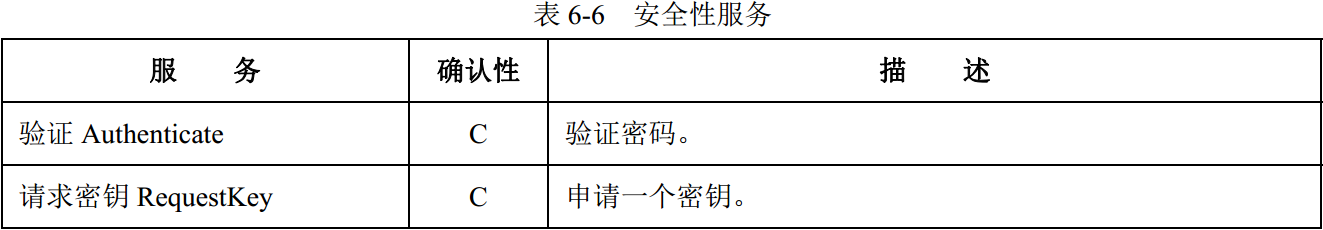 表 6-6 安全性服务
服 务 确认性 描 述
验证 Authenticate C 验证密码。
请求密钥 RequestKey C 申请一个密钥。